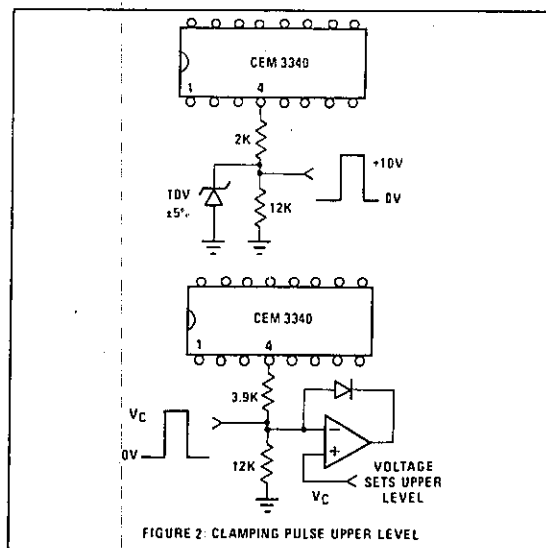 CEM 3340
1 4
2K
+10V
0V
10V
±5%
12K
CEM 3340
1 4
3.9K
VC
0V
12K
VOLTAGE
SETS UPPER
LEVEL
VC
FIGURE 2: CLAMPING PULSE UPPER LEVEL